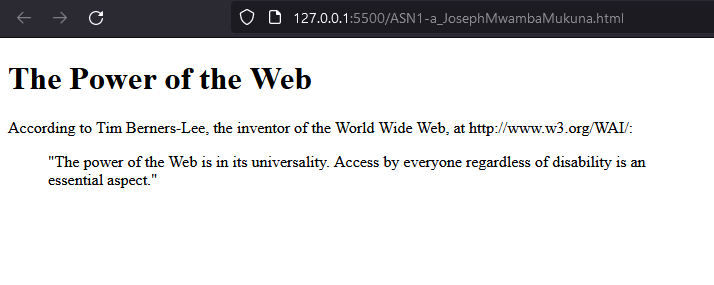 127.0.0.1:5500/ASN1-a_JosephMwambaMukuna.html
The Power of the Web
According to Tim Berners-Lee, the inventor of the World Wide Web, at http://www.w3.org/WAI/:
"The power of the Web is in its universality. Access by everyone regardless of disability is an
essential aspect."